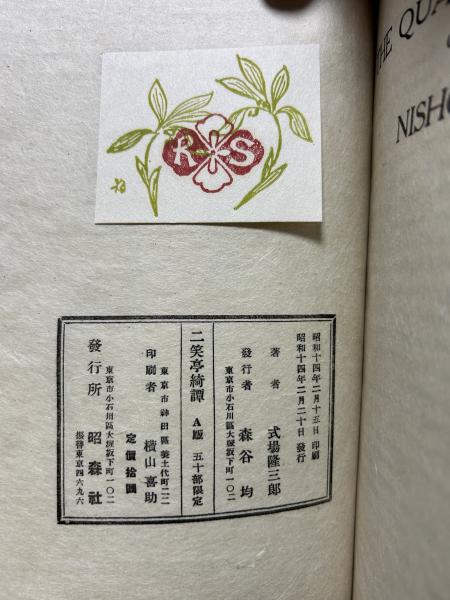 THE QUA
NISHO
R S
昭和十四年二月十五日 印刷
昭和十四年二月二十日 發行
著者 式場隆三郎
發行者 森谷均
東京市小石川區大塚坂下町一〇二
二笑亭綺譚 A版 五十部限定
東京市神田區美土代町二二
印刷者 横山喜助
定價拾圓
東京市小石川區大塚坂下町一〇二
發行所 昭森社
振替東京四六九六